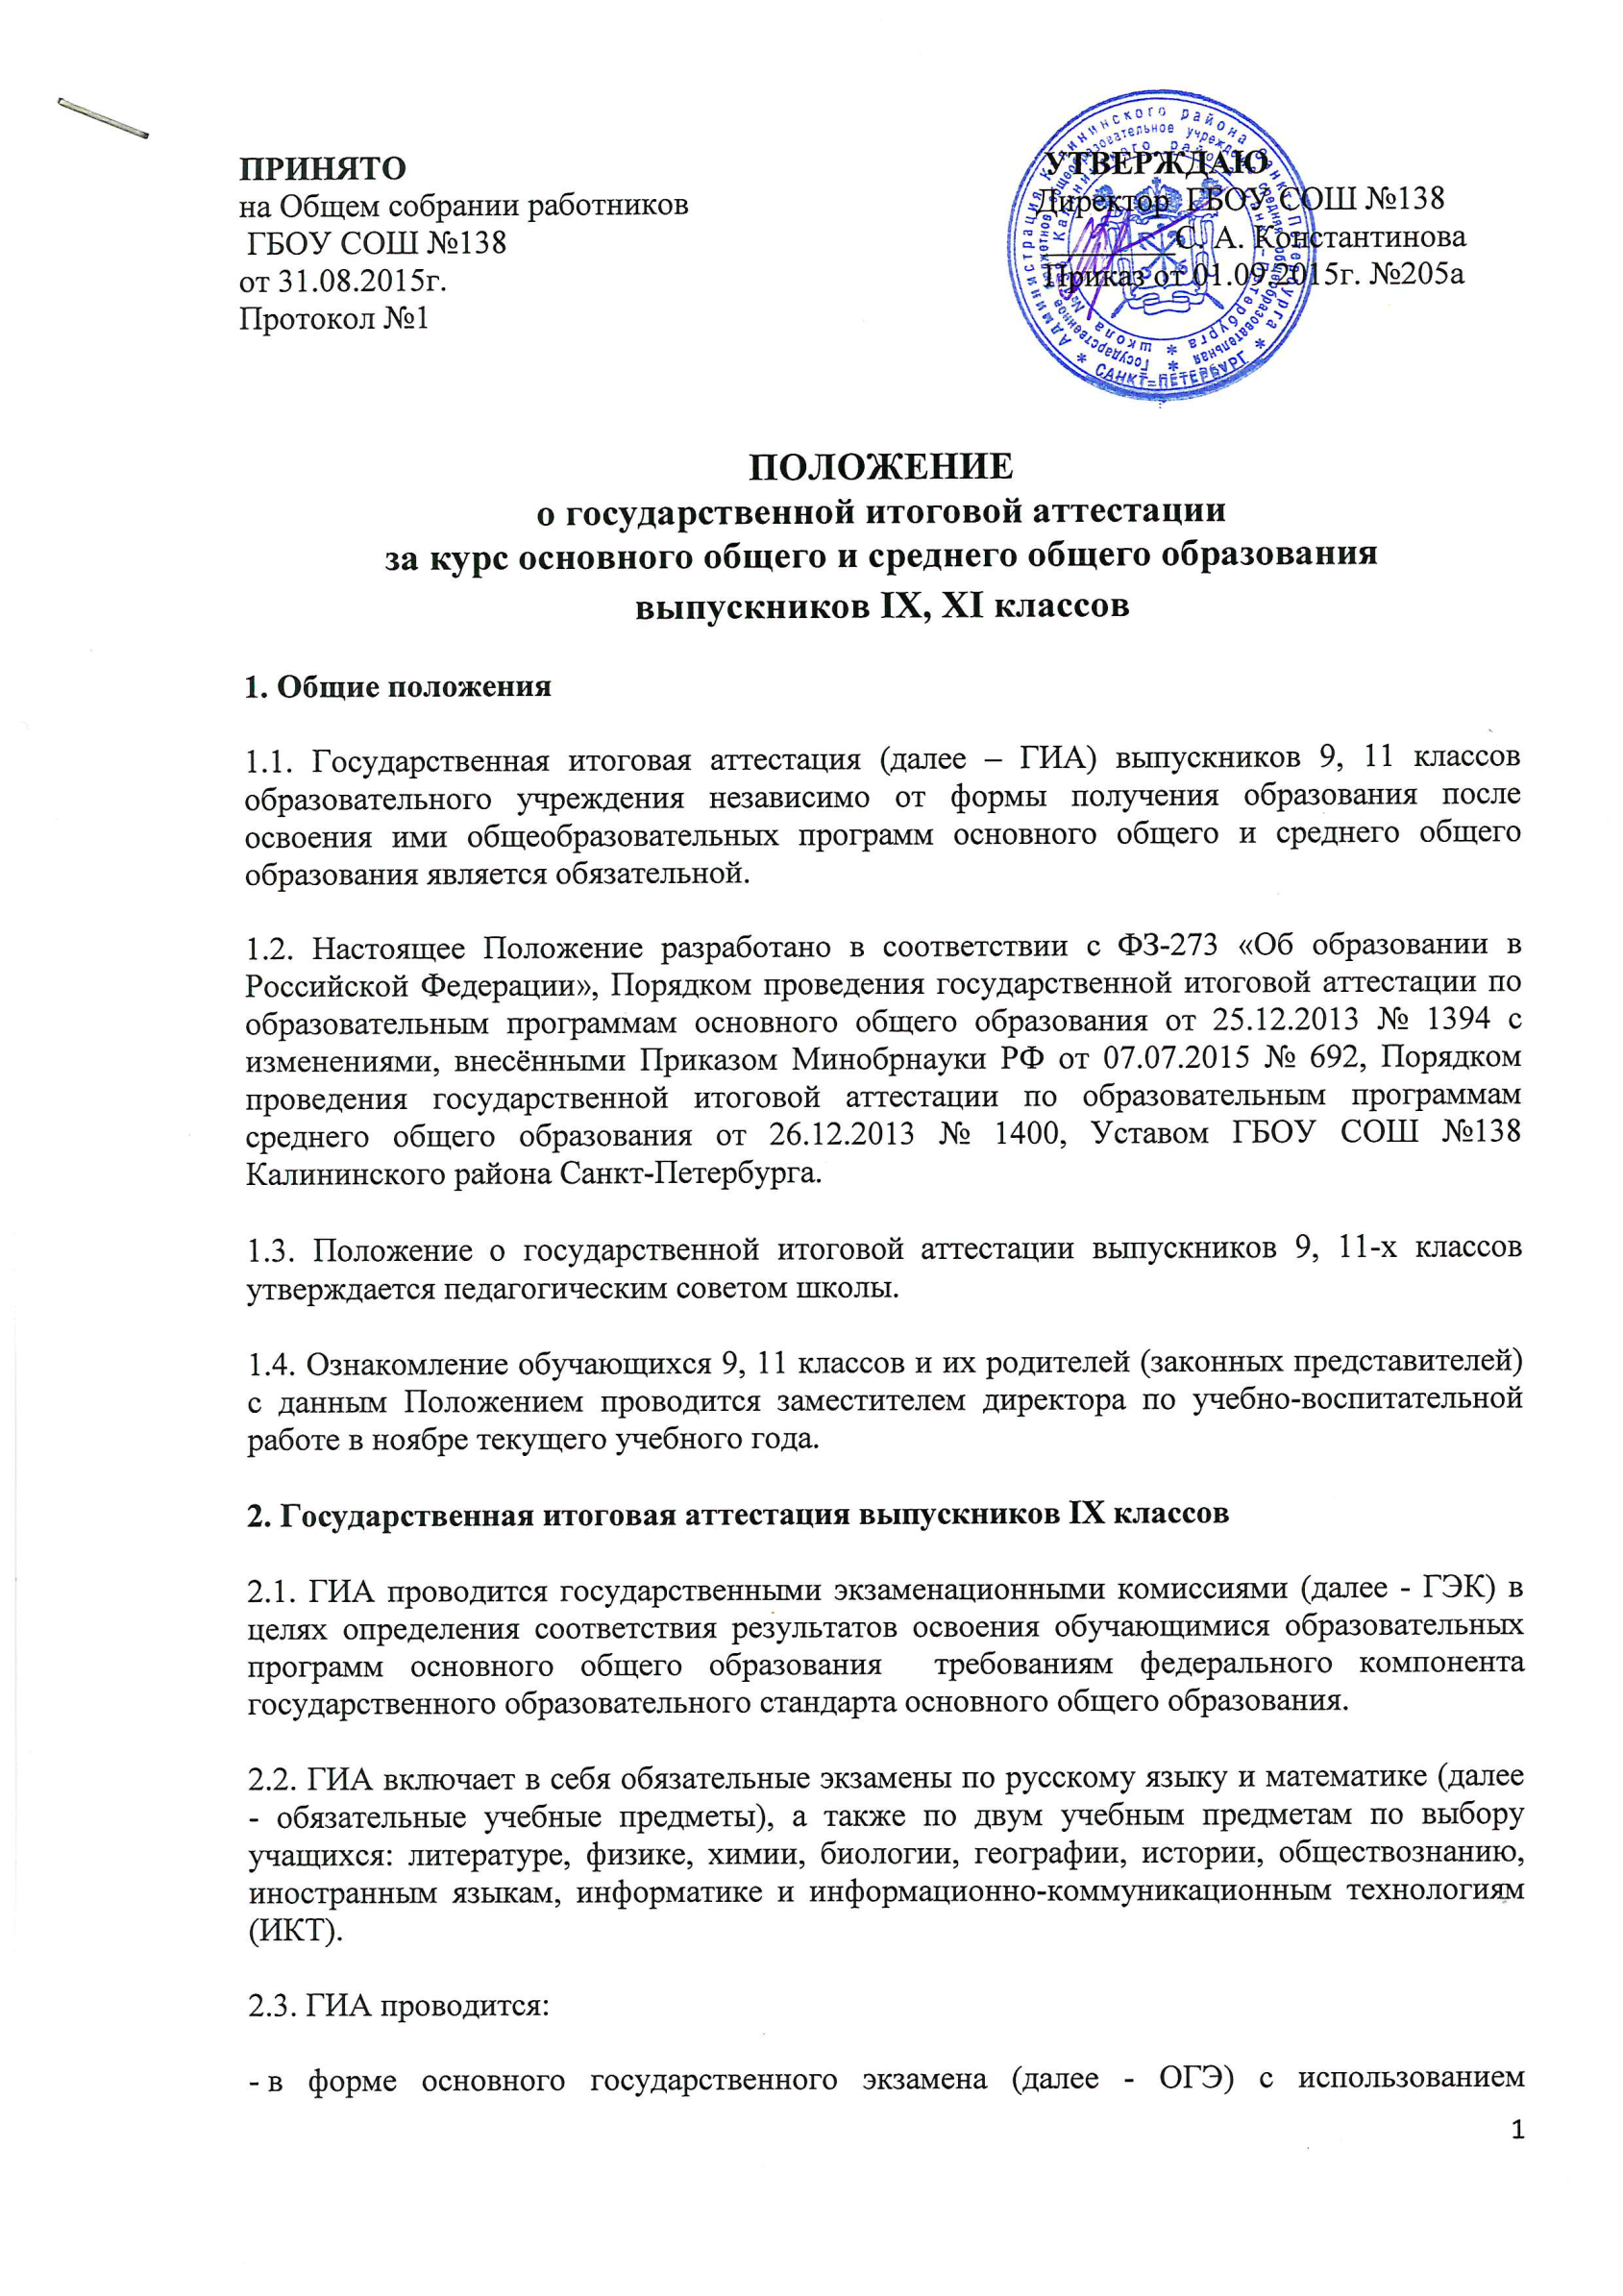 ПРИНЯТО
на Общем собрании работников
ГБОУ СОШ №138
от 31.08.2015г.
Протокол №1
УТВЕРЖДАЮ
Директор ГБОУ СОШ №138
С. А. Константинова
Приказ от 01.09.2015г. №205а
Администрация Калининского района Санкт-Петербурга
САНКТ-ПЕТЕРБУРГ
ПОЛОЖЕНИЕ
о государственной итоговой аттестации
за курс основного общего и среднего общего образования
выпускников IX, XI классов
1. Общие положения
1.1. Государственная итоговая аттестация (далее – ГИА) выпускников 9, 11 классов
образовательного учреждения независимо от формы получения образования после
освоения ими общеобразовательных программ основного общего и среднего общего
образования является обязательной.
1.2. Настоящее Положение разработано в соответствии с ФЗ-273 «Об образовании в
Российской Федерации», Порядком проведения государственной итоговой аттестации по
образовательным программам основного общего образования от 25.12.2013 № 1394 с
изменениями, внесёнными Приказом Минобрнауки РФ от 07.07.2015 № 692, Порядком
проведения государственной итоговой аттестации по образовательным программам
среднего общего образования от 26.12.2013 № 1400, Уставом ГБОУ СОШ №138
Калининского района Санкт-Петербурга.
1.3. Положение о государственной итоговой аттестации выпускников 9, 11-х классов
утверждается педагогическим советом школы.
1.4. Ознакомление обучающихся 9, 11 классов и их родителей (законных представителей)
с данным Положением проводится заместителем директора по учебно-воспитательной
работе в ноябре текущего учебного года.
2. Государственная итоговая аттестация выпускников IX классов
2.1. ГИА проводится государственными экзаменационными комиссиями (далее - ГЭК) в
целях определения соответствия результатов освоения обучающимися образовательных
программ основного общего образования требованиям федерального компонента
государственного образовательного стандарта основного общего образования.
2.2. ГИА включает в себя обязательные экзамены по русскому языку и математике (далее
- обязательные учебные предметы), а также по двум учебным предметам по выбору
учащихся: литературе, физике, химии, биологии, географии, истории, обществознанию,
иностранным языкам, информатике и информационно-коммуникационным технологиям
(ИКТ).
2.3. ГИА проводится:
- в форме основного государственного экзамена (далее - ОГЭ) с использованием
1